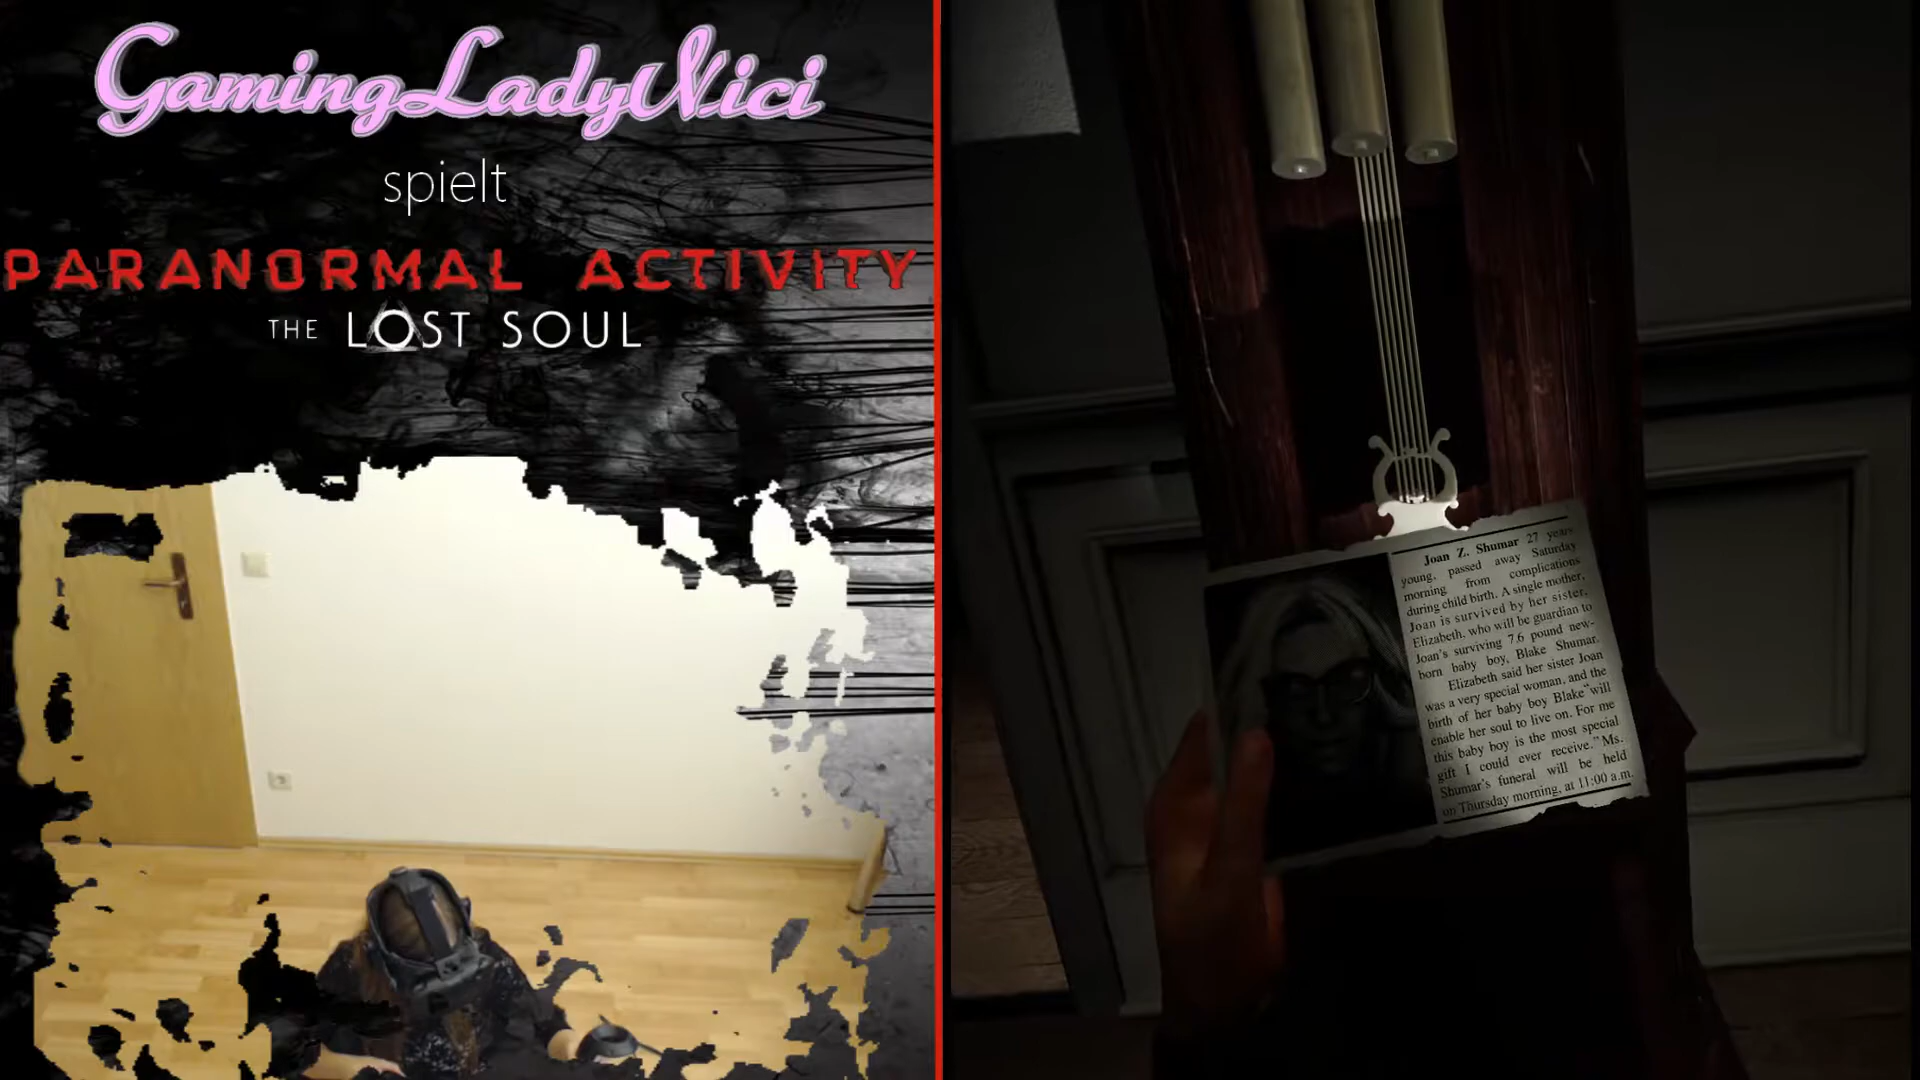 GamingLadyNici
spielt
PARANORMAL ACTIVITY
THE LOST SOUL
Joan Z. Shumar 27 years
young, passed away Saturday
morning from complications
during child birth. A single mother,
Joan is survived by her sister,
Elizabeth, who will be guardian to
Joan's surviving 7.6 pound new-
born baby boy, Blake Shumar.
Elizabeth said her sister Joan
was a very special woman, and the
birth of her baby boy Blake "will
enable her soul to live on. For me
this baby boy is the most special
gift I could ever receive." Ms.
Shumar's funeral will be held
on Thursday morning, at 11:00 a.m.